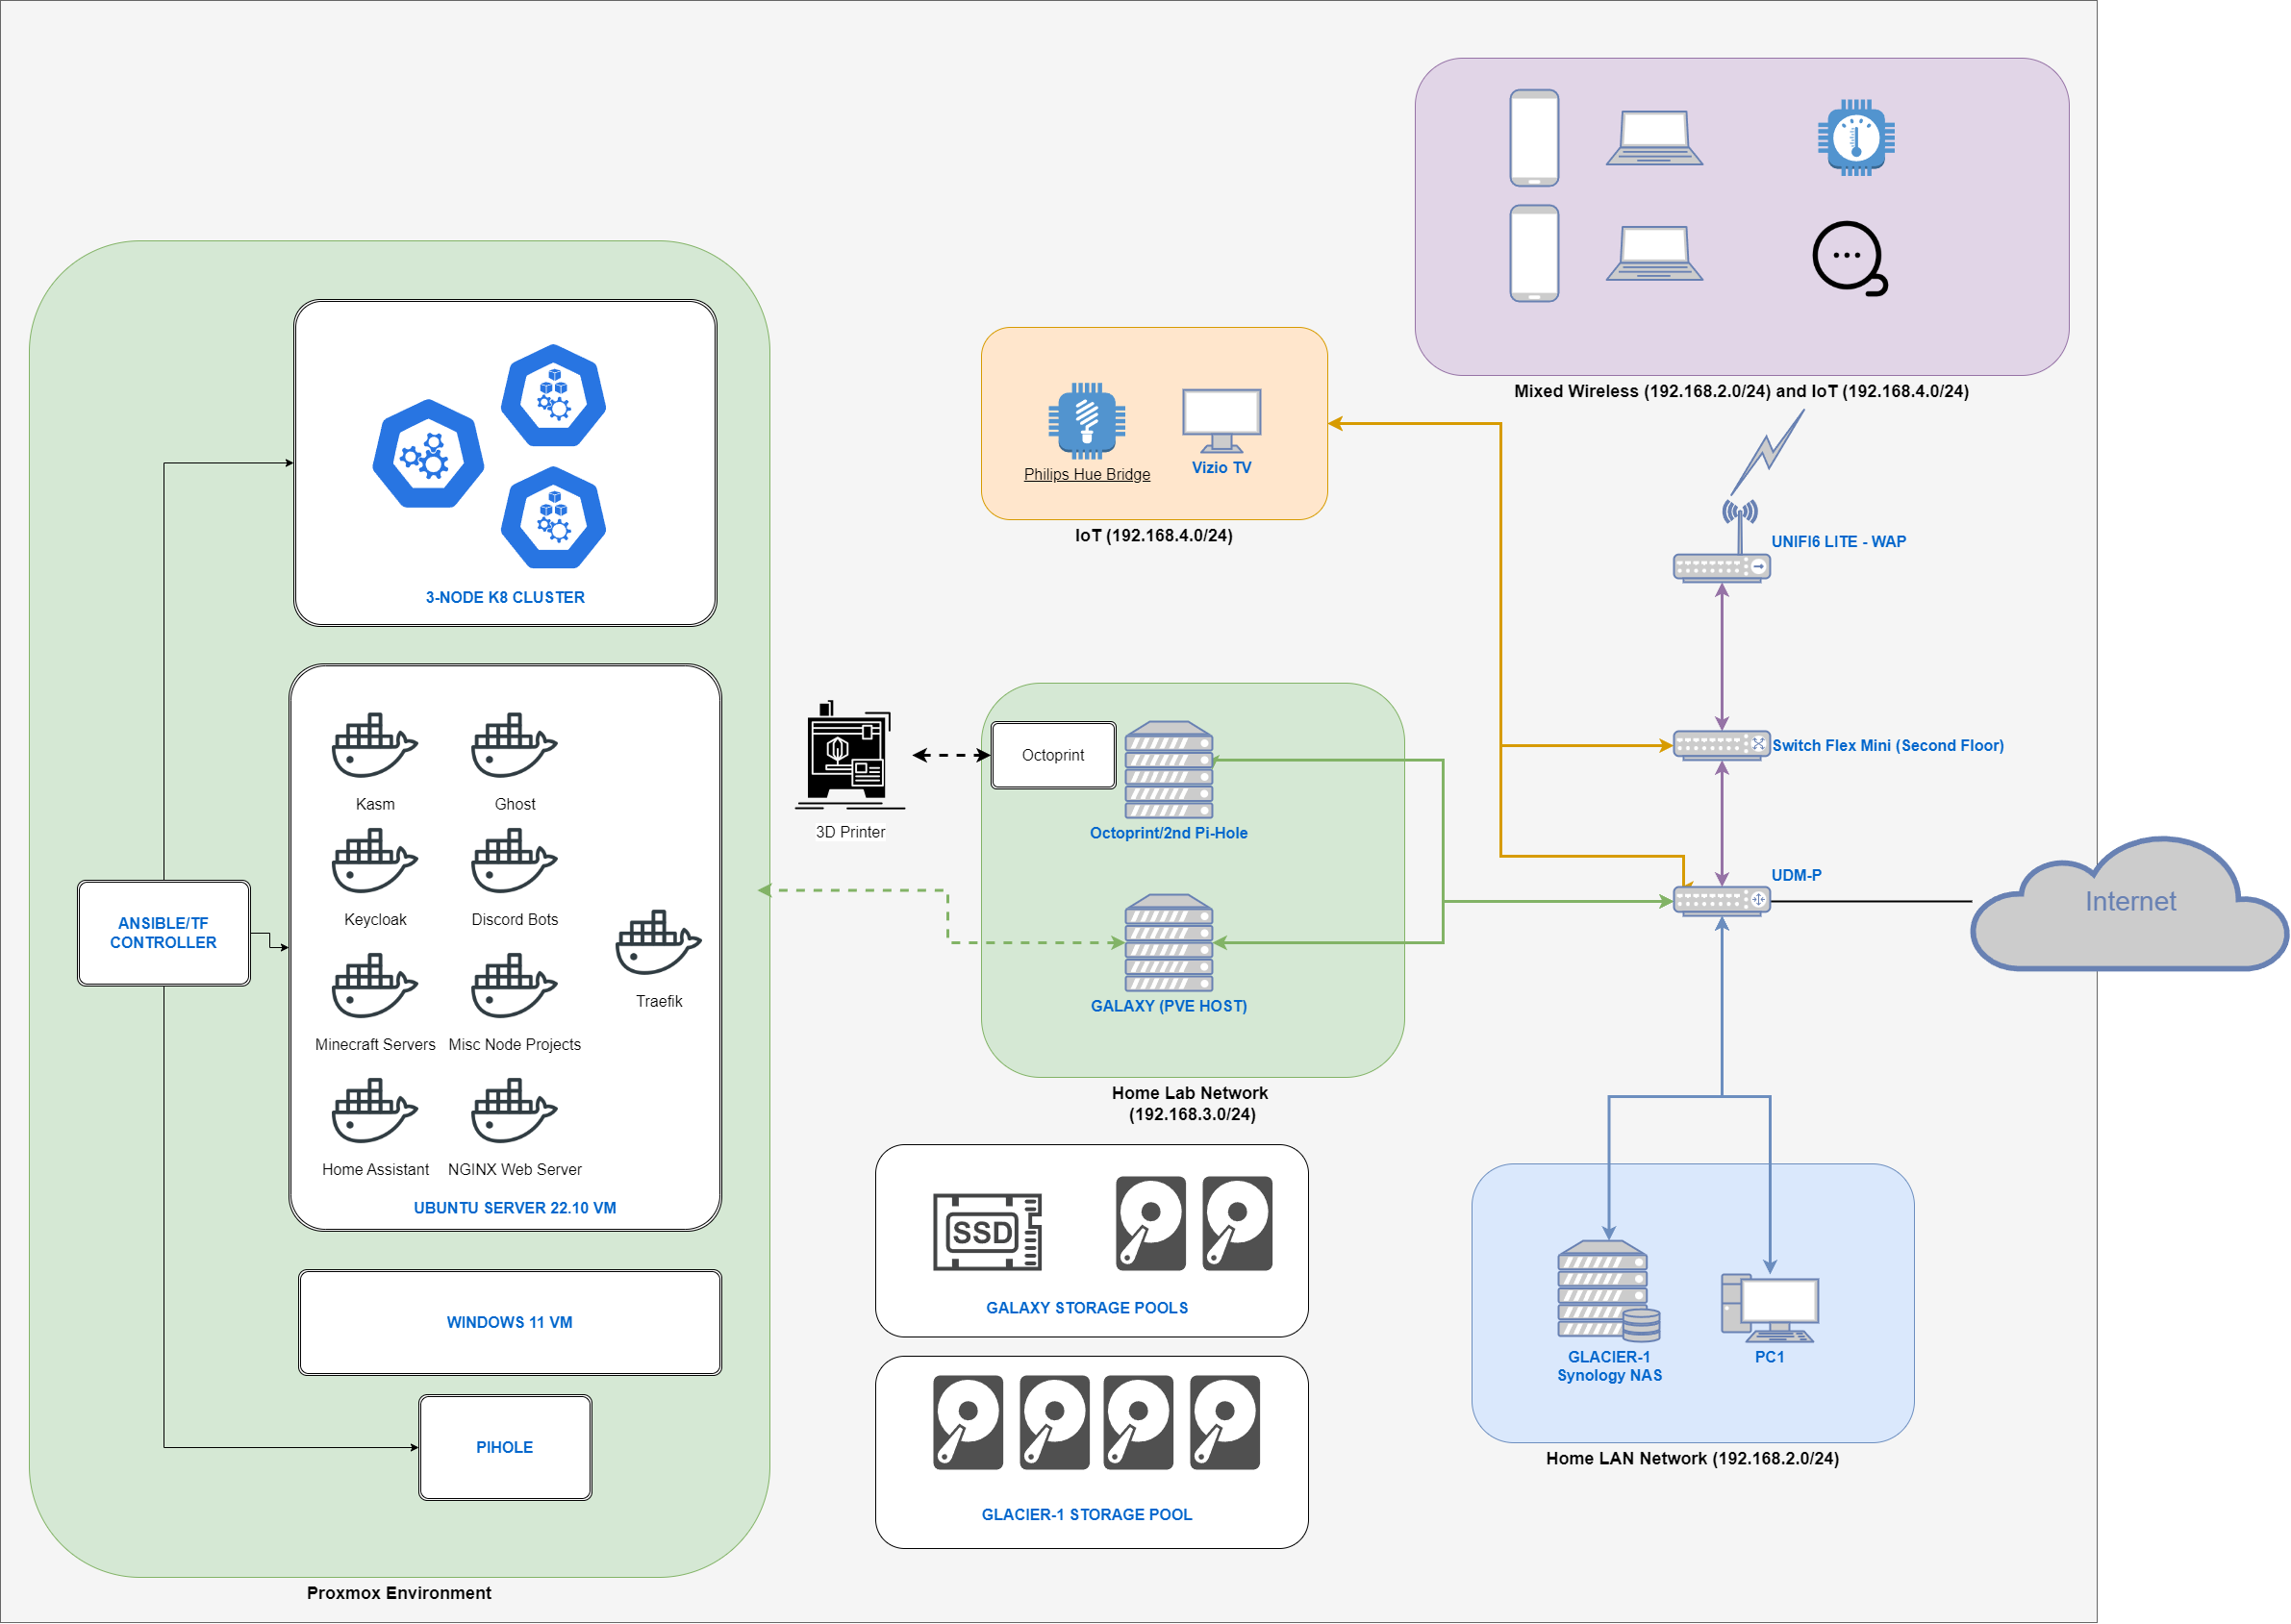 Mixed Wireless (192.168.2.0/24) and IoT (192.168.4.0/24)
Philips Hue Bridge
Vizio TV
IoT (192.168.4.0/24)
UNIFI6 LITE - WAP
3-NODE K8 CLUSTER
Switch Flex Mini (Second Floor)
Octoprint
Kasm
Ghost
3D Printer
Octoprint/2nd Pi-Hole
UDM-P
Internet
Keycloak
Discord Bots
ANSIBLE/TF
CONTROLLER
Traefik
GALAXY (PVE HOST)
Minecraft Servers
Misc Node Projects
Home Lab Network
(192.168.3.0/24)
Home Assistant
NGINX Web Server
UBUNTU SERVER 22.10 VM
SSD
GALAXY STORAGE POOLS
WINDOWS 11 VM
GLACIER-1
Synology NAS
PC1
PIHOLE
Home LAN Network (192.168.2.0/24)
GLACIER-1 STORAGE POOL
Proxmox Environment